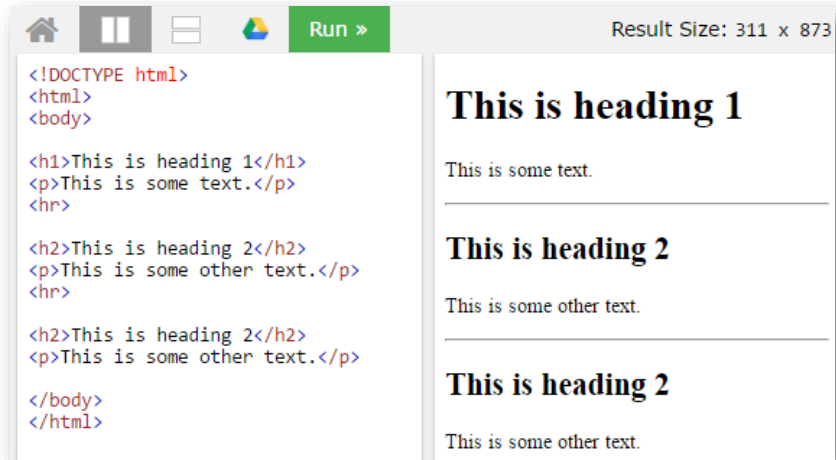 Run »
Result Size: 311 x 873
<!DOCTYPE html>
<html>
<body>
<h1>This is heading 1</h1>
<p>This is some text.</p>
<hr>
<h2>This is heading 2</h2>
<p>This is some other text.</p>
<hr>
<h2>This is heading 2</h2>
<p>This is some other text.</p>
</body>
</html>
This is heading 1
This is some text.
This is heading 2
This is some other text.
This is heading 2
This is some other text.